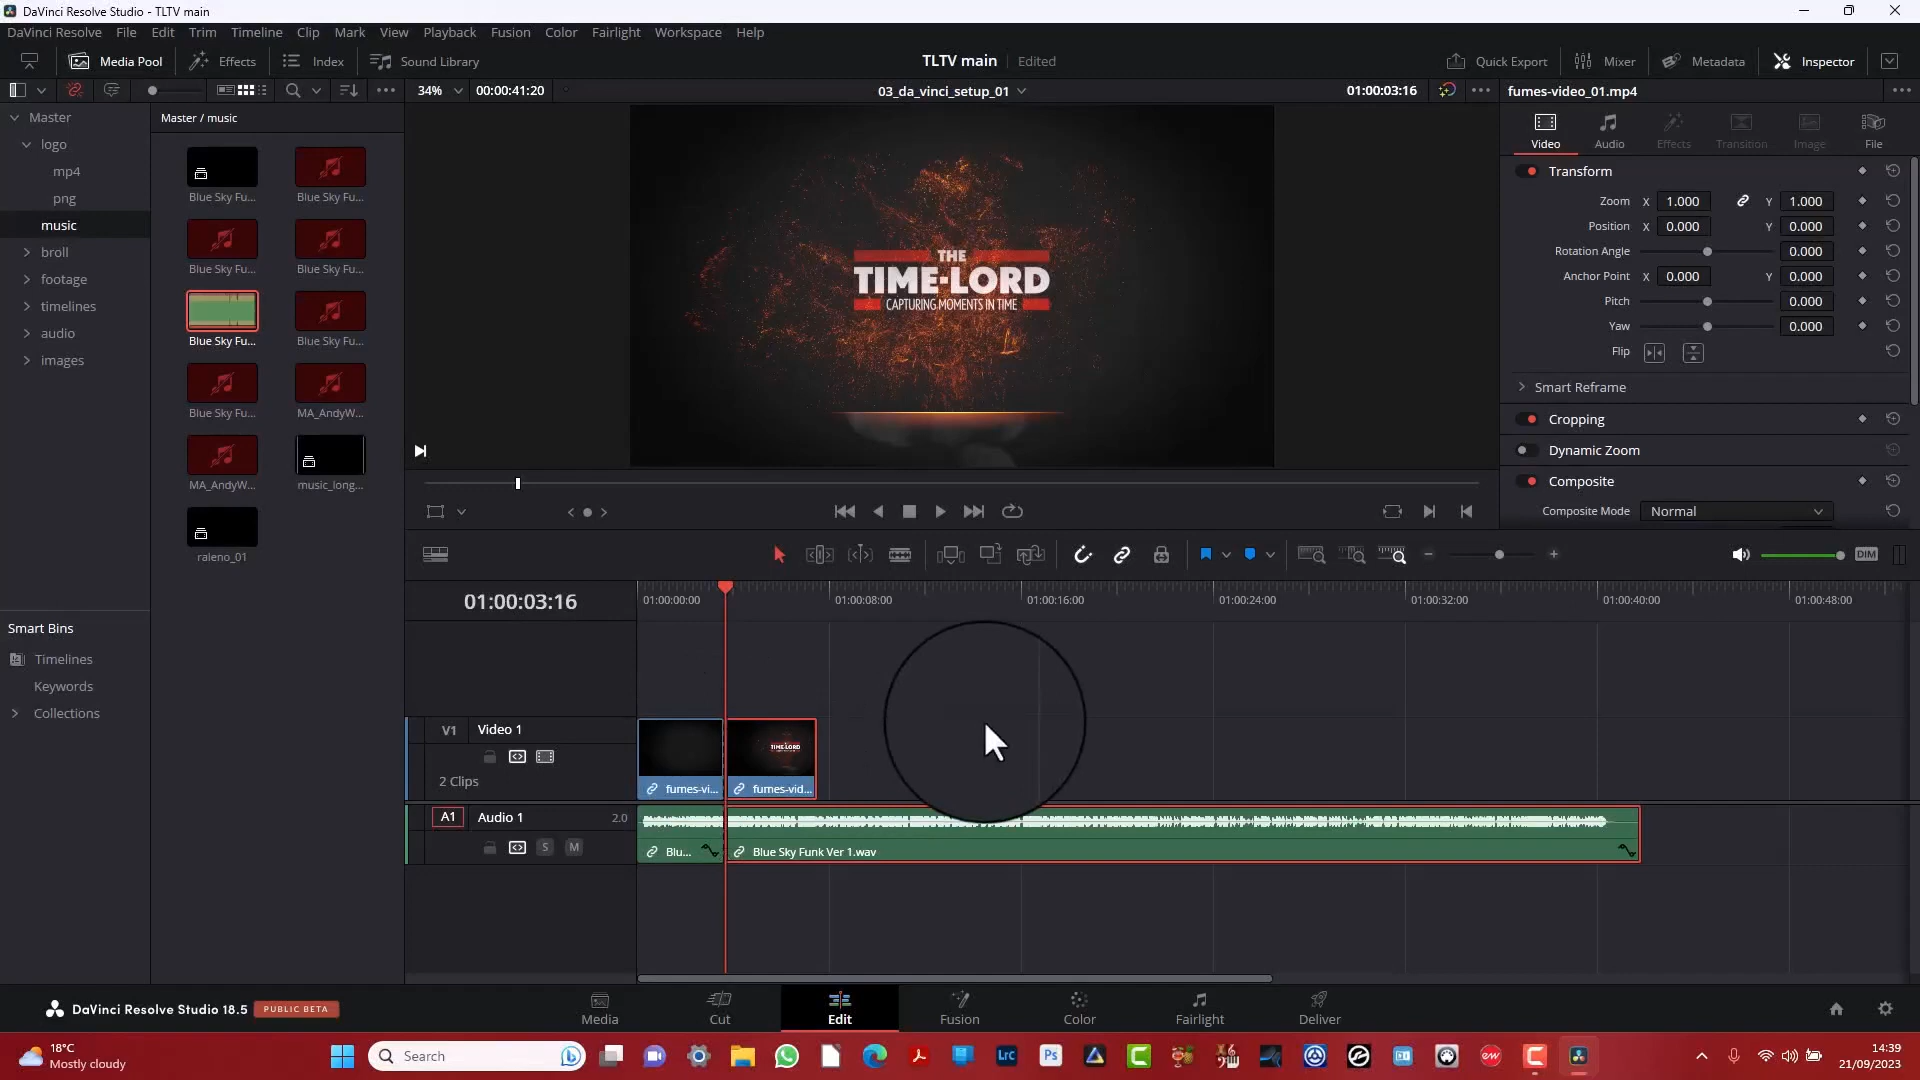 DaVinci Resolve Studio - TLTV main
DaVinci Resolve File Edit Trim Timeline Clip Mark View Playback Fusion Color Fairlight Workspace Help
Media Pool Effects Index Sound Library TLTV main Edited Quick Export Mixer Metadata Inspector
34% 00:00:41:20 03_da_vinci_setup_01 01:00:03:16 fumes-video_01.mp4
Master
logo
mp4
png
music
broll
footage
timelines
audio
images
Master / music
Blue Sky Fu... Blue Sky Fu...
Blue Sky Fu... Blue Sky Fu...
Blue Sky Fu... Blue Sky Fu...
Blue Sky Fu... MA_AndyW...
MA_AndyW... music_long...
raleno_01
Smart Bins
Timelines
Keywords
Collections
THE
TIME-LORD
CAPTURING MOMENTS IN TIME
Video Audio Effects Transition Image File
Transform
Zoom X 1.000 Y 1.000
Position X 0.000 Y 0.000
Rotation Angle 0.000
Anchor Point X 0.000 Y 0.000
Pitch 0.000
Yaw 0.000
Flip
Smart Reframe
Cropping
Dynamic Zoom
Composite
Composite Mode Normal
DIM
01:00:03:16
01:00:00:00 01:00:08:00 01:00:16:00 01:00:24:00 01:00:32:00 01:00:40:00 01:00:48:00
V1 Video 1
2 Clips
TIME-LORD
fumes-vi... fumes-vid...
A1 Audio 1 2.0
S M
Blu... Blue Sky Funk Ver 1.wav
DaVinci Resolve Studio 18.5 PUBLIC BETA
Media Cut Edit Fusion Color Fairlight Deliver
18°C
Mostly cloudy
Search
Lrc
Ps
14:39
21/09/2023